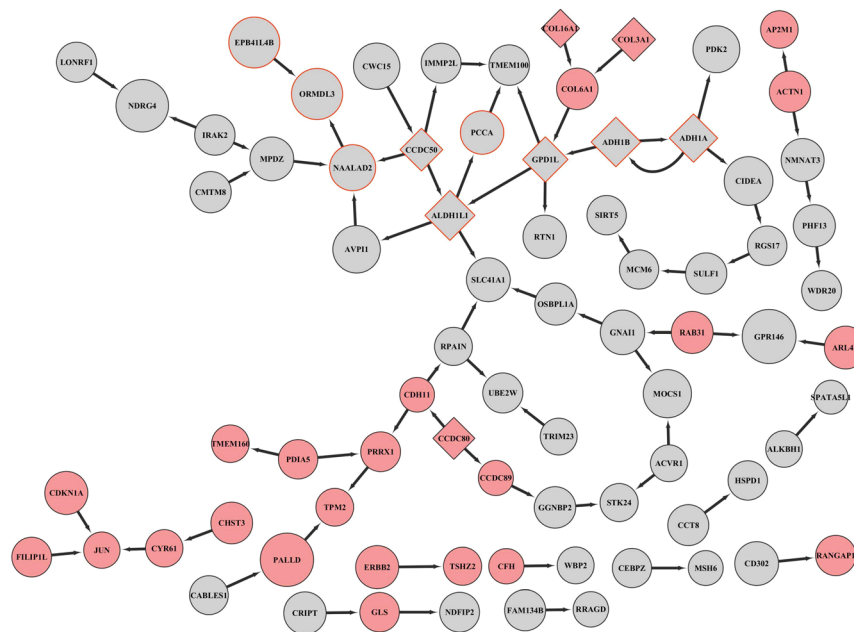 COL16A1
COL3A1
AP2M1
EPB41L4B
PDK2
LONRF1
CWC15
IMMP2L
TMEM100
COL6A1
ACTN1
ORMDL3
NDRG4
IRAK2
PCCA
ADH1B
ADH1A
CCDC50
GPD1L
MPDZ
NAALAD2
NMNAT3
CIDEA
CMTM8
ALDH1L1
SIRT5
PHF13
AVPI1
RTN1
RGS17
MCM6
SULF1
SLC41A1
WDR20
OSBPL1A
GNAI1
RAB31
GPR146
ARL4
RPAIN
CDH11
UBE2W
MOCS1
SPATA5L1
TMEM160
CCDC80
TRIM23
ALKBH1
PDIA5
PRRX1
ACVR1
CCDC89
HSPD1
CDKN1A
GGNBP2
STK24
TPM2
CHST3
CCT8
FILIP1L
JUN
CYR61
PALLD
ERBB2
TSHZ2
CFH
WBP2
CEBPZ
MSH6
CD302
RANGAP1
CABLES1
CRIPT
GLS
NDFIP2
FAM134B
RRAGD